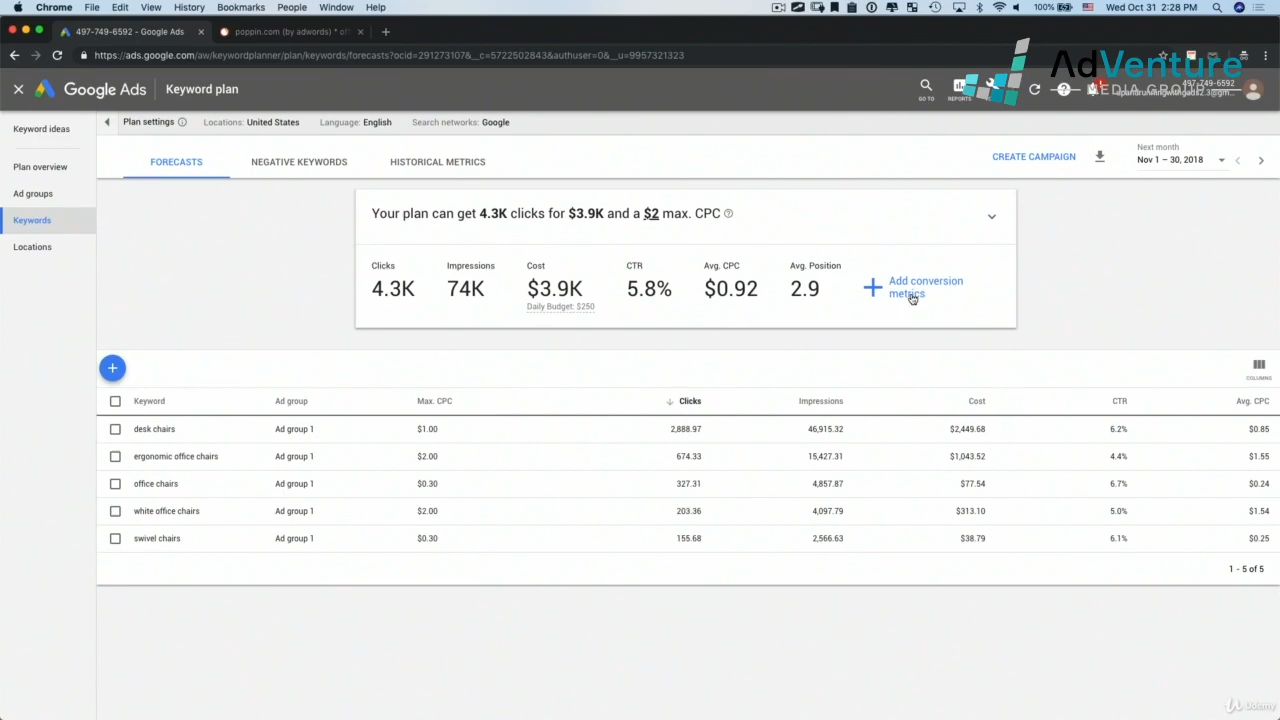 Chrome File Edit View History Bookmarks People Window Help 100% Wed Oct 31 2:28 PM
497-749-6592 - Google Ads poppin.com (by adwords) * of
https://ads.google.com/aw/keywordplanner/plan/keywords/forecasts?ocid=291273107&__c=5722502843&authuser=0&__u=9957321323
AdVenture
MEDIA GROUP
Google Ads Keyword plan
GO TO REPORTS
497-749-6592
Keyword ideas
Plan overview
Ad groups
Keywords
Locations
Plan settings Locations: United States Language: English Search networks: Google
FORECASTS NEGATIVE KEYWORDS HISTORICAL METRICS
CREATE CAMPAIGN
Next month
Nov 1 – 30, 2018
Your plan can get 4.3K clicks for $3.9K and a $2 max. CPC
Clicks Impressions Cost CTR Avg. CPC Avg. Position
4.3K 74K $3.9K 5.8% $0.92 2.9
Daily Budget: $250
Add conversion
metrics
COLUMNS
Keyword Ad group Max. CPC Clicks Impressions Cost CTR Avg. CPC
desk chairs Ad group 1 $1.00 2,888.97 46,915.32 $2,449.68 6.2% $0.85
ergonomic office chairs Ad group 1 $2.00 674.33 15,427.31 $1,043.52 4.4% $1.55
office chairs Ad group 1 $0.30 327.31 4,857.87 $77.54 6.7% $0.24
white office chairs Ad group 1 $2.00 203.36 4,097.79 $313.10 5.0% $1.54
swivel chairs Ad group 1 $0.30 155.68 2,566.63 $38.79 6.1% $0.25
1 - 5 of 5
Udemy